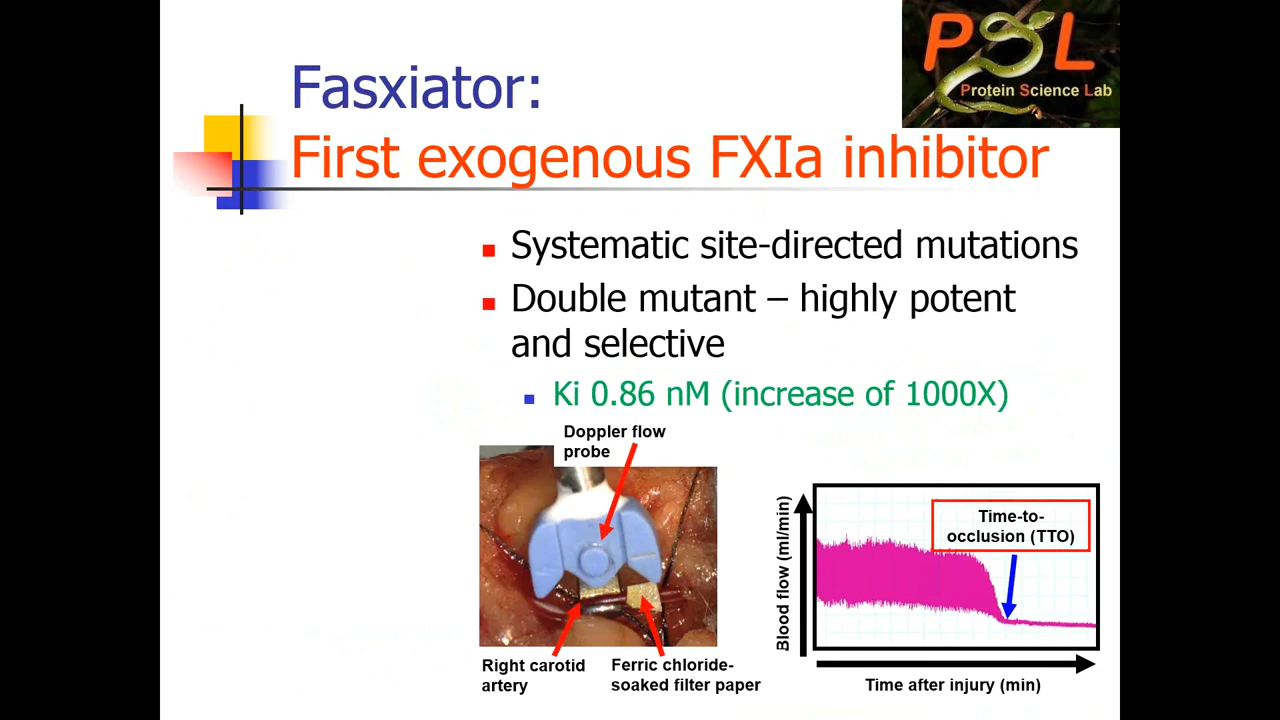 PSL
Protein Science Lab
Fasxiator:
First exogenous FXIa inhibitor
Systematic site-directed mutations
Double mutant – highly potent
and selective
Ki 0.86 nM (increase of 1000X)
Doppler flow
probe
Right carotid
artery
Ferric chloride-
soaked filter paper
Blood flow (ml/min)
Time-to-
occlusion (TTO)
Time after injury (min)